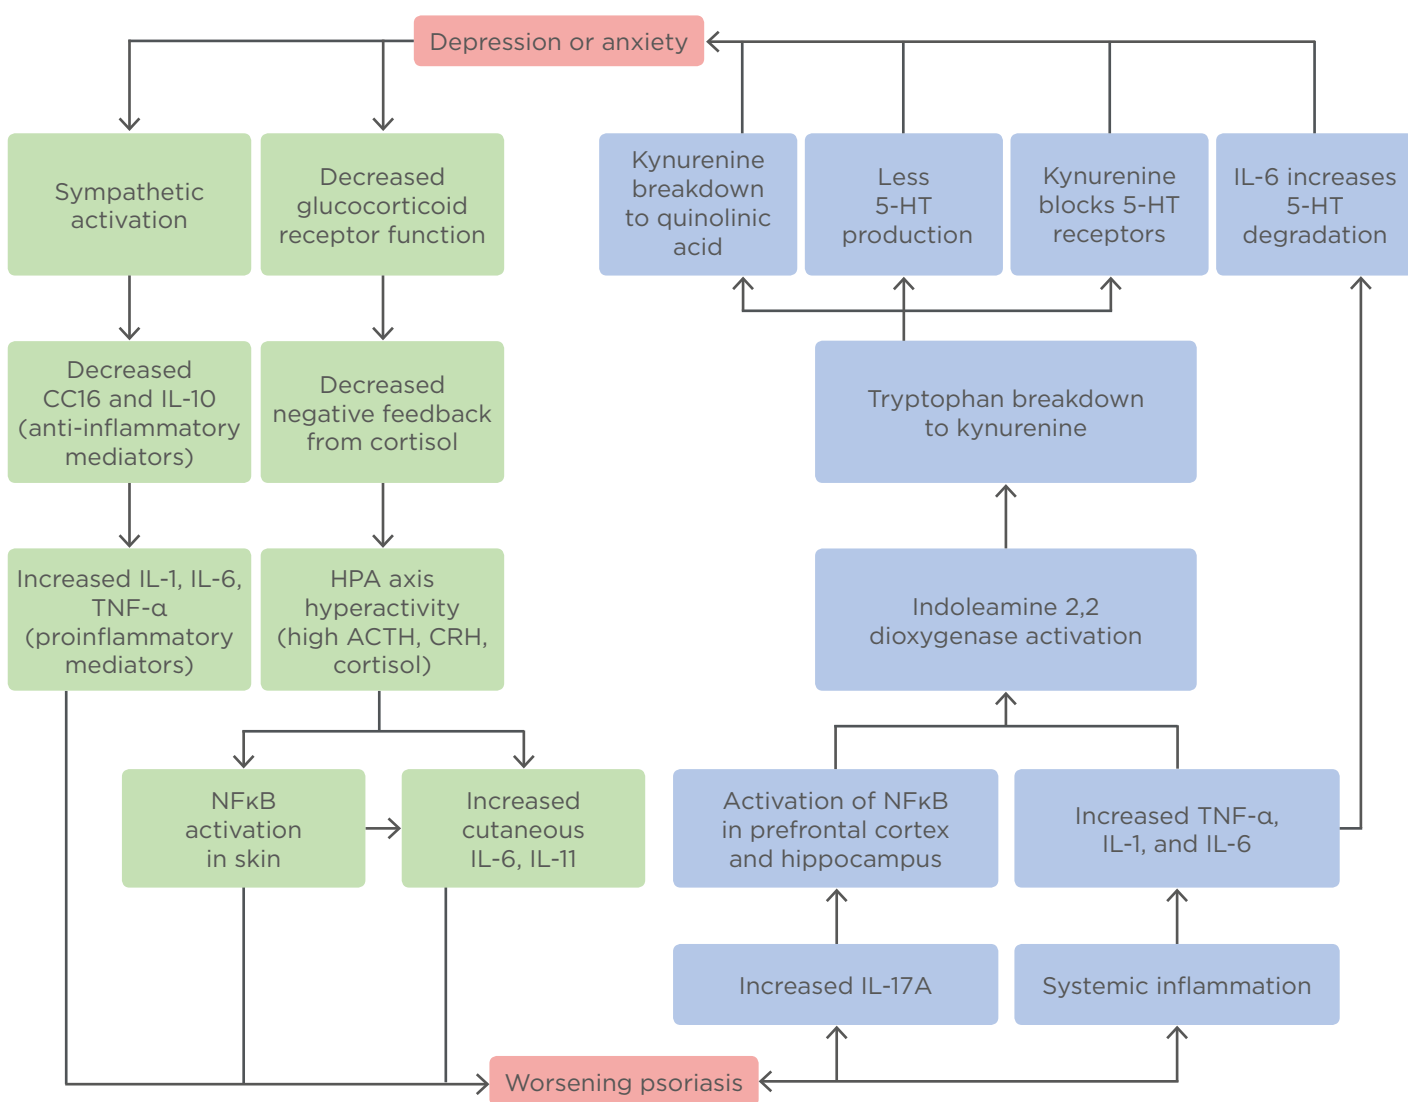 Depression or anxiety
Sympathetic
activation
Decreased
glucocorticoid
receptor function
Kynurenine
breakdown
to quinolinic
acid
Less
5-HT
production
Kynurenine
blocks 5-HT
receptors
IL-6 increases
5-HT
degradation
Decreased
CC16 and IL-10
(anti-inflammatory
mediators)
Decreased
negative feedback
from cortisol
Tryptophan breakdown
to kynurenine
Increased IL-1, IL-6,
TNF-α
(proinflammatory
mediators)
HPA axis
hyperactivity
(high ACTH, CRH,
cortisol)
Indoleamine 2,2
dioxygenase activation
NFκB
activation
in skin
Increased
cutaneous
IL-6, IL-11
Activation of NFκB
in prefrontal cortex
and hippocampus
Increased TNF-α,
IL-1, and IL-6
Increased IL-17A
Systemic inflammation
Worsening psoriasis